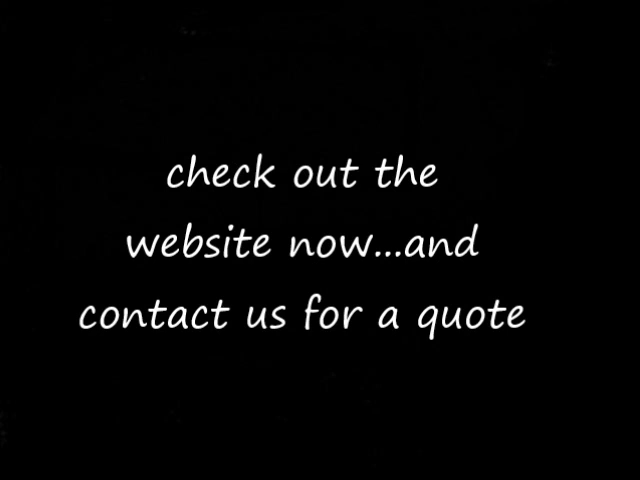 check out the
website now...and
contact us for a quote